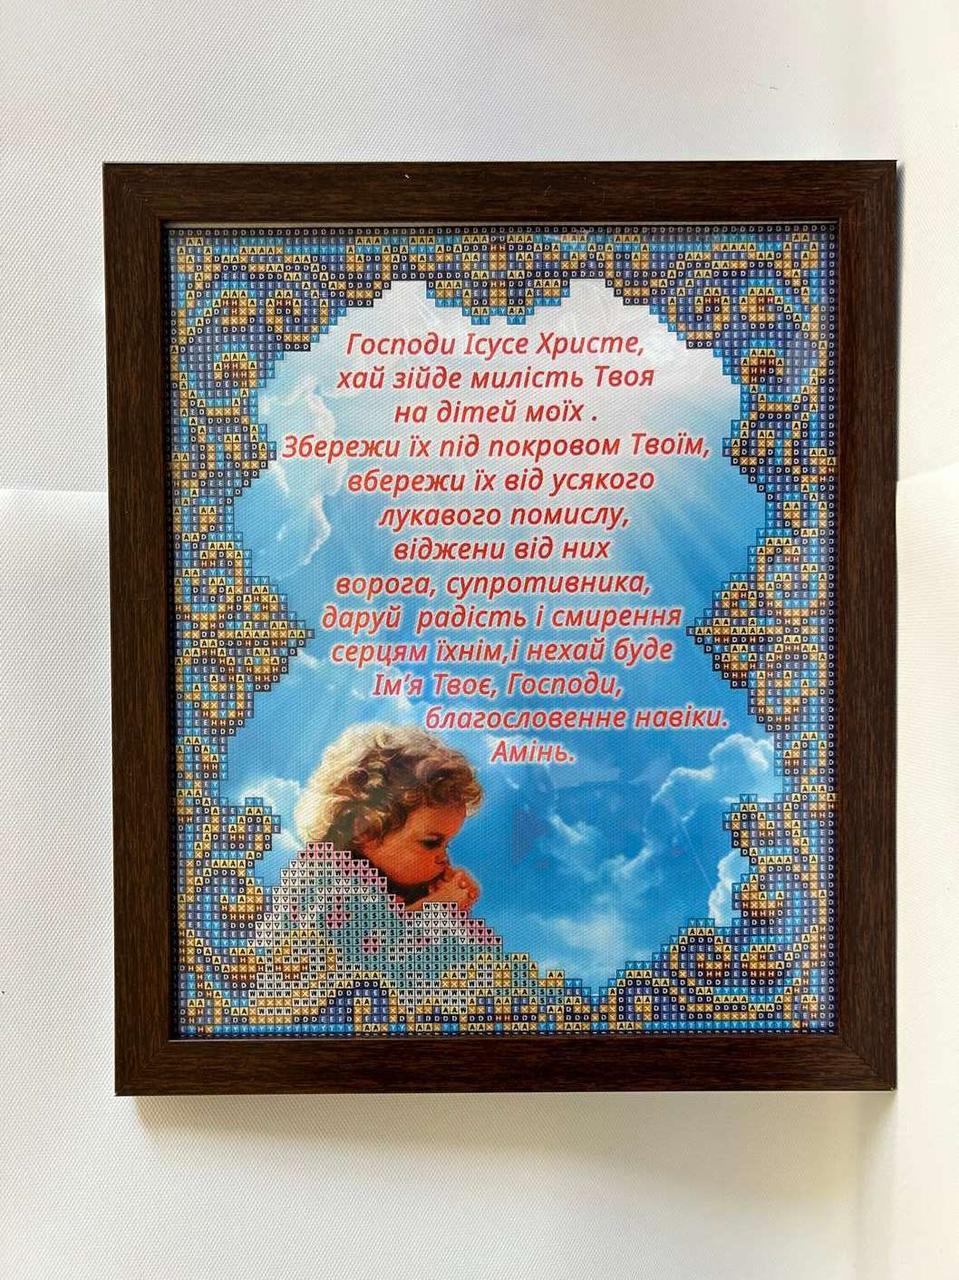 Господи Ісусе Христе,
хай зійде милість Твоя
на дітей моїх .
Збережи їх під покровом Твоїм,
вбережи їх від усякого
лукавого помислу,
віджени від них
ворога, супротивника,
даруй радість і смирення
серцям їхнім,і нехай буде
Ім'я Твоє, Господи,
благословенне навіки.
Амінь.